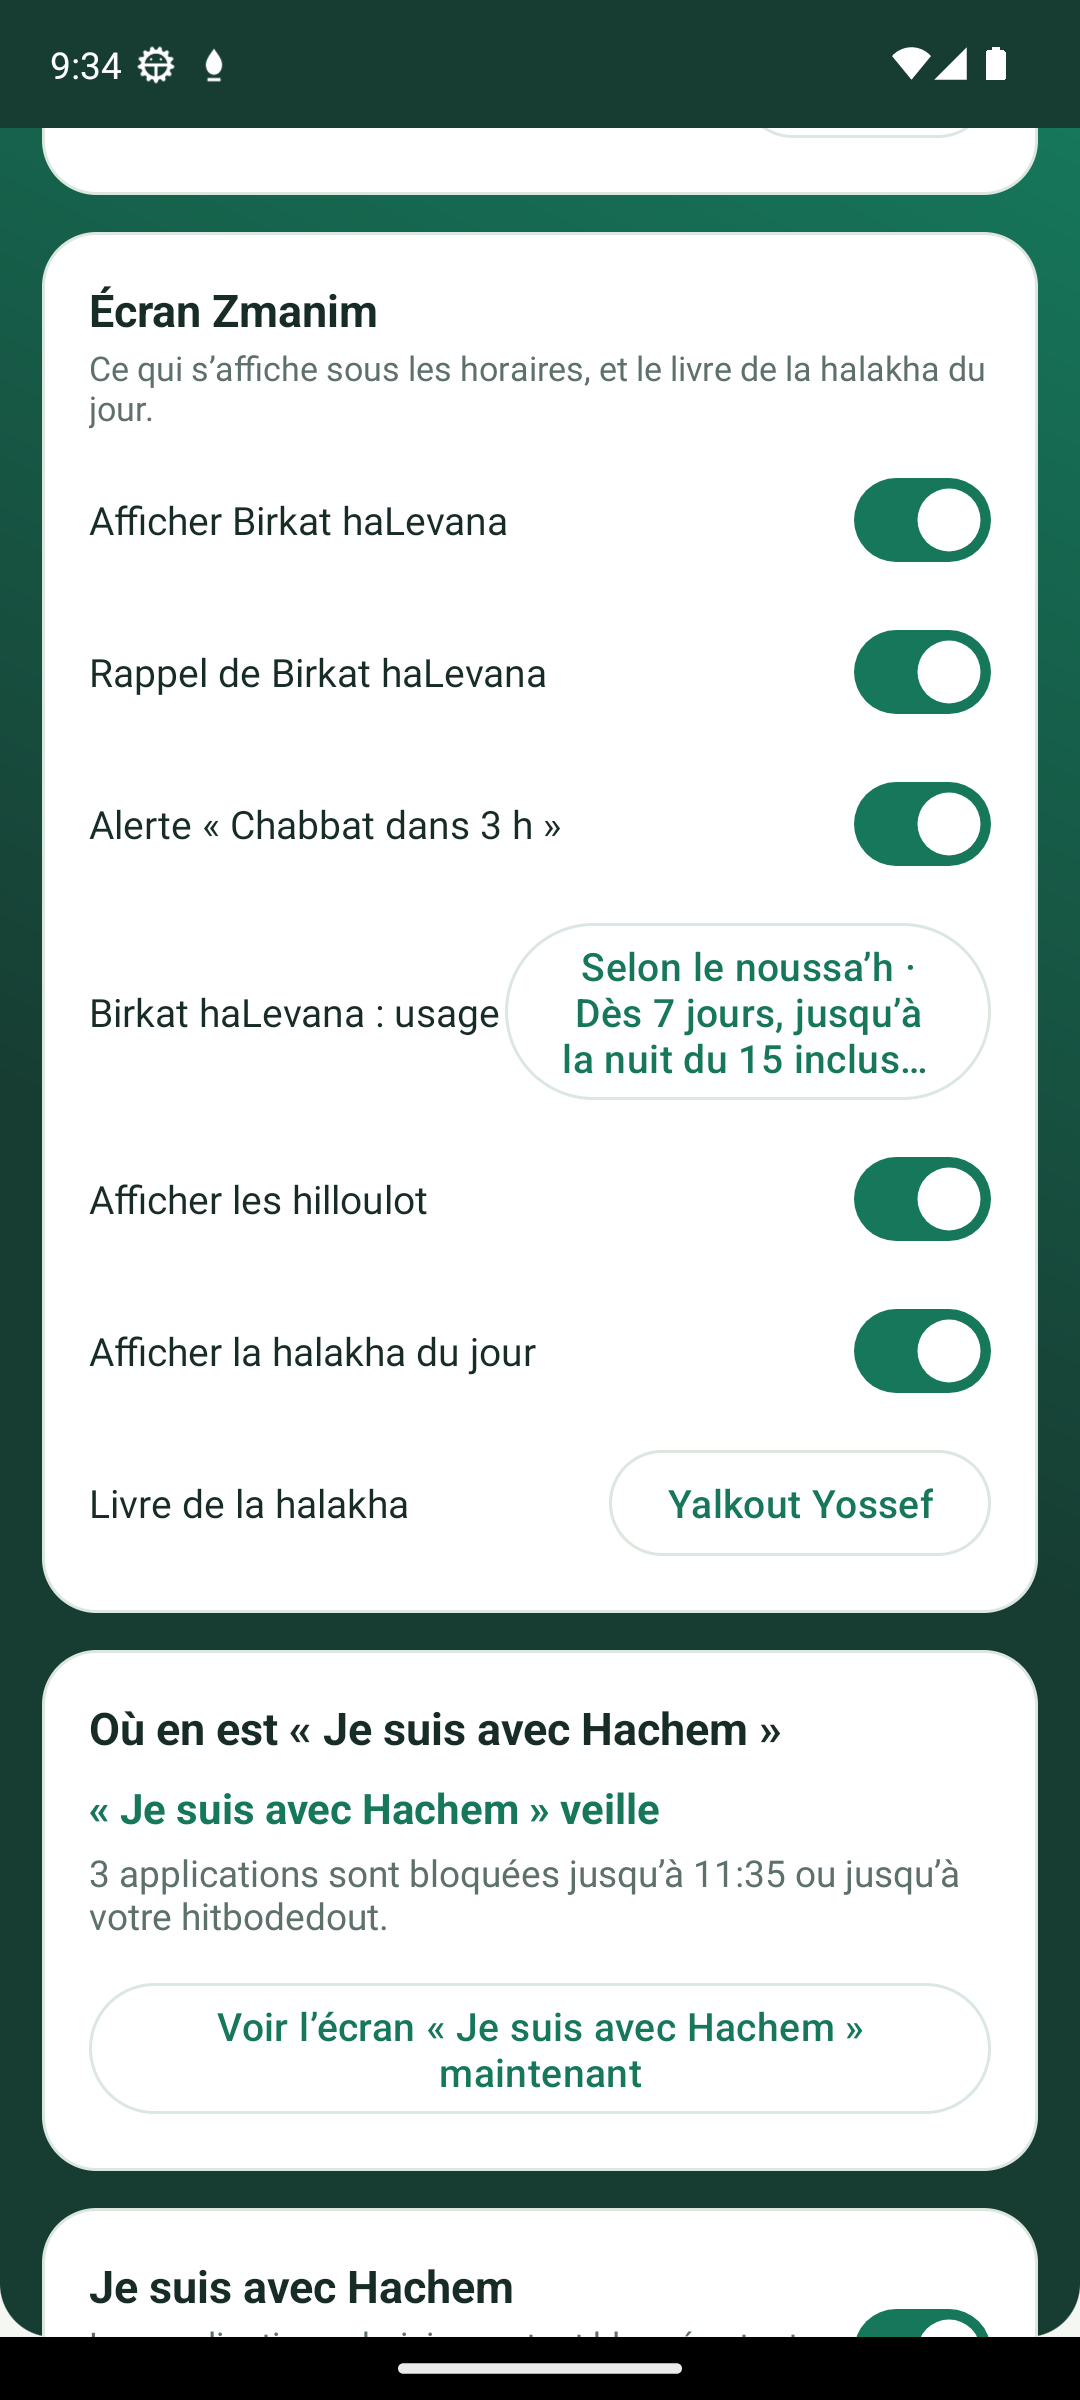 9:34
Écran Zmanim
Ce qui s’affiche sous les horaires, et le livre de la halakha du
jour.
Afficher Birkat haLevana
Rappel de Birkat haLevana
Alerte « Chabbat dans 3 h »
Birkat haLevana : usage
Selon le noussa’h ·
Dès 7 jours, jusqu’à
la nuit du 15 inclus…
Afficher les hilloulot
Afficher la halakha du jour
Livre de la halakha
Yalkout Yossef
Où en est « Je suis avec Hachem »
« Je suis avec Hachem » veille
3 applications sont bloquées jusqu’à 11:35 ou jusqu’à
votre hitbodedout.
Voir l’écran « Je suis avec Hachem »
maintenant
Je suis avec Hachem